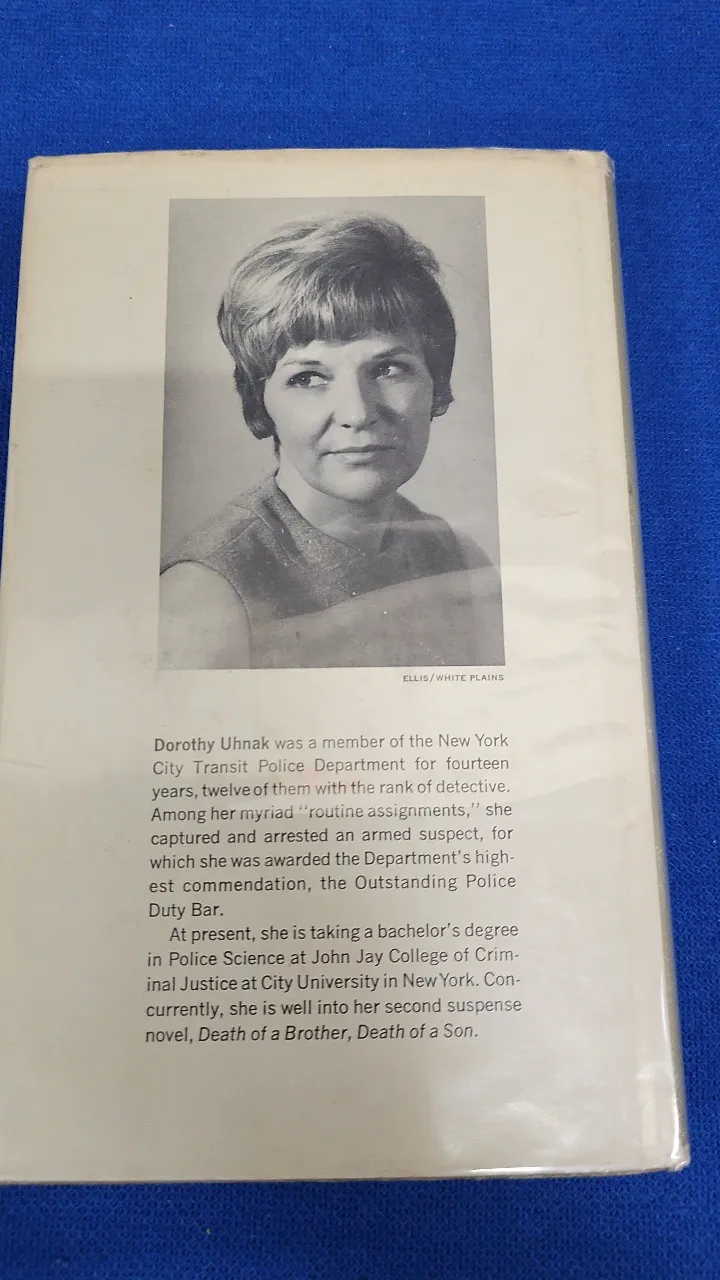 ELLIS/WHITE PLAINS
Dorothy Uhnak was a member of the New York
City Transit Police Department for fourteen
years, twelve of them with the rank of detective.
Among her myriad "routine assignments," she
captured and arrested an armed suspect, for
which she was awarded the Department's high-
est commendation, the Outstanding Police
Duty Bar.
At present, she is taking a bachelor's degree
in Police Science at John Jay College of Crim-
inal Justice at City University in New York. Con-
currently, she is well into her second suspense
novel, Death of a Brother, Death of a Son.